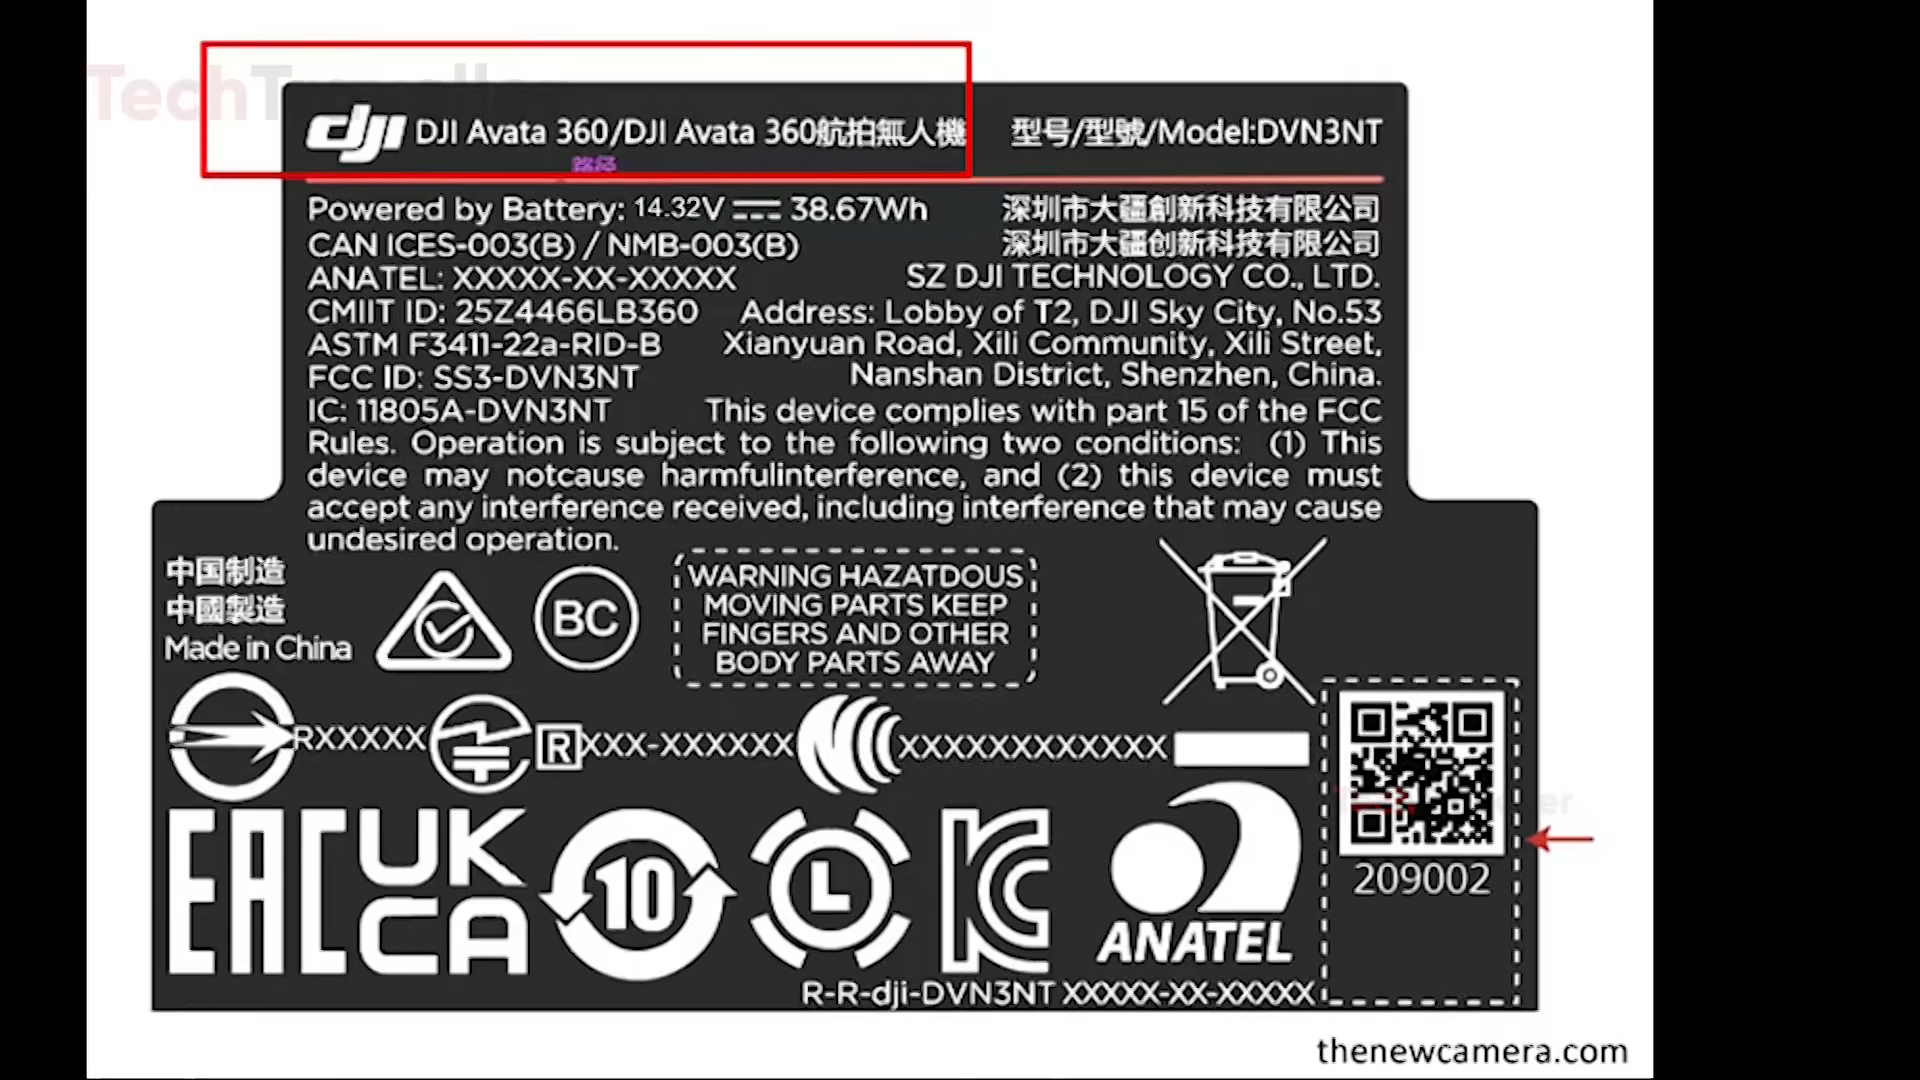 TechTraveller
dji DJI Avata 360/DJI Avata 360航拍無人機 型号/型號/Model:DVN3NT
路径
Powered by Battery: 14.32V 38.67Wh
深圳市大疆創新科技有限公司
CAN ICES-003(B) / NMB-003(B)
深圳市大疆创新科技有限公司
ANATEL: XXXXX-XX-XXXXX
SZ DJI TECHNOLOGY CO., LTD.
CMIIT ID: 25Z4466LB360
Address: Lobby of T2, DJI Sky City, No.53
ASTM F3411-22a-RID-B
Xianyuan Road, Xili Community, Xili Street,
FCC ID: SS3-DVN3NT
Nanshan District, Shenzhen, China.
IC: 11805A-DVN3NT
This device complies with part 15 of the FCC
Rules. Operation is subject to the following two conditions: (1) This
device may notcause harmfulinterference, and (2) this device must
accept any interference received, including interference that may cause
undesired operation.
中国制造
中國製造
Made in China
BC
WARNING HAZATDOUS
MOVING PARTS KEEP
FINGERS AND OTHER
BODY PARTS AWAY
RXXXXX
R XXX-XXXXXX
XXXXXXXXXXXXX
EAC
UK
CA
10
L
KC
ANATEL
209002
R-R-dji-DVN3NT XXXXX-XX-XXXXX
thenewcamera.com